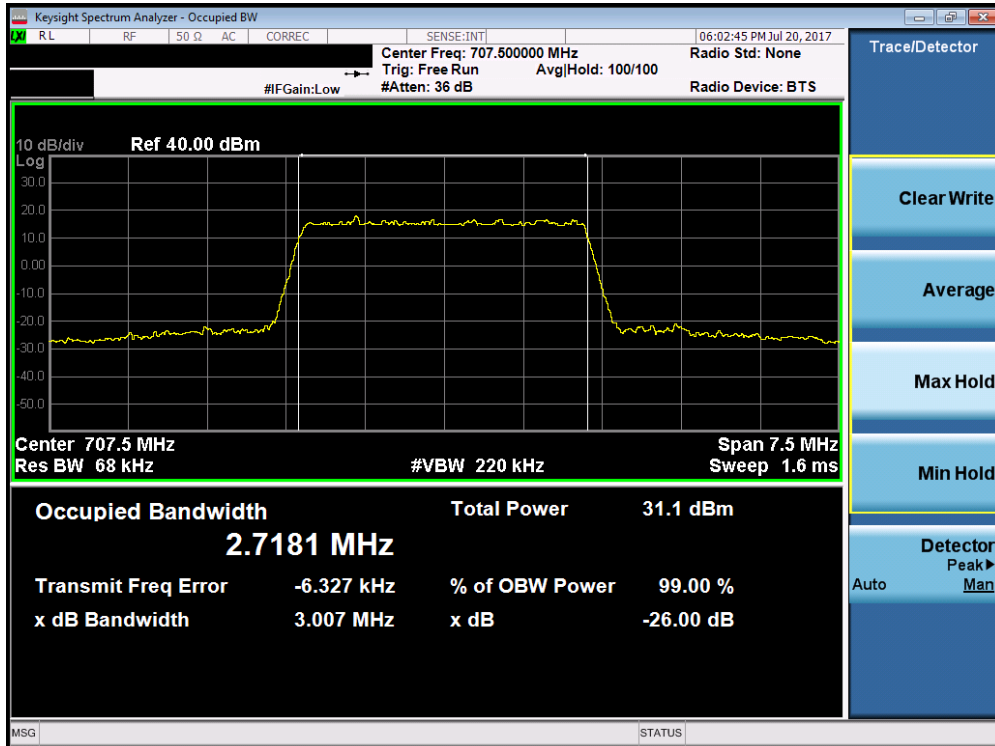 Keysight Spectrum Analyzer - Occupied BW
LXI RL RF 50 Ω AC CORREC SENSE:INT 06:02:45 PM Jul 20, 2017
Center Freq: 707.500000 MHz Radio Std: None
Trig: Free Run Avg|Hold: 100/100
#IFGain:Low #Atten: 36 dB Radio Device: BTS
10 dB/div Ref 40.00 dBm
Log
30.0
20.0
10.0
0.00
-10.0
-20.0
-30.0
-40.0
-50.0
Center 707.5 MHz Span 7.5 MHz
Res BW 68 kHz #VBW 220 kHz Sweep 1.6 ms
Occupied Bandwidth Total Power 31.1 dBm
2.7181 MHz
Transmit Freq Error -6.327 kHz % of OBW Power 99.00 %
x dB Bandwidth 3.007 MHz x dB -26.00 dB
MSG STATUS
Trace/Detector
Clear Write
Average
Max Hold
Min Hold
Detector
Peak▶
Auto Man